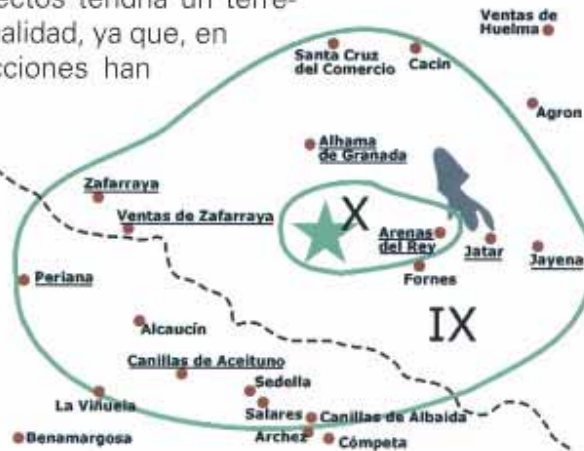 ectos tendría un terre-
alidad, ya que, en
cciones han
Ventas de
Huelma
Santa Cruz
del Comercio
Cacin
Agron
Alhama
de Granada
Zafarraya
Ventas de Zafarraya
X
Arenas
del Rey
Jatar
Jayena
Periana
Fornes
IX
Alcaucín
Canillas de Aceituno
Sedella
La Viñuela
Salares
Canillas de Albaida
Benamargosa
Archez
Cómpeta